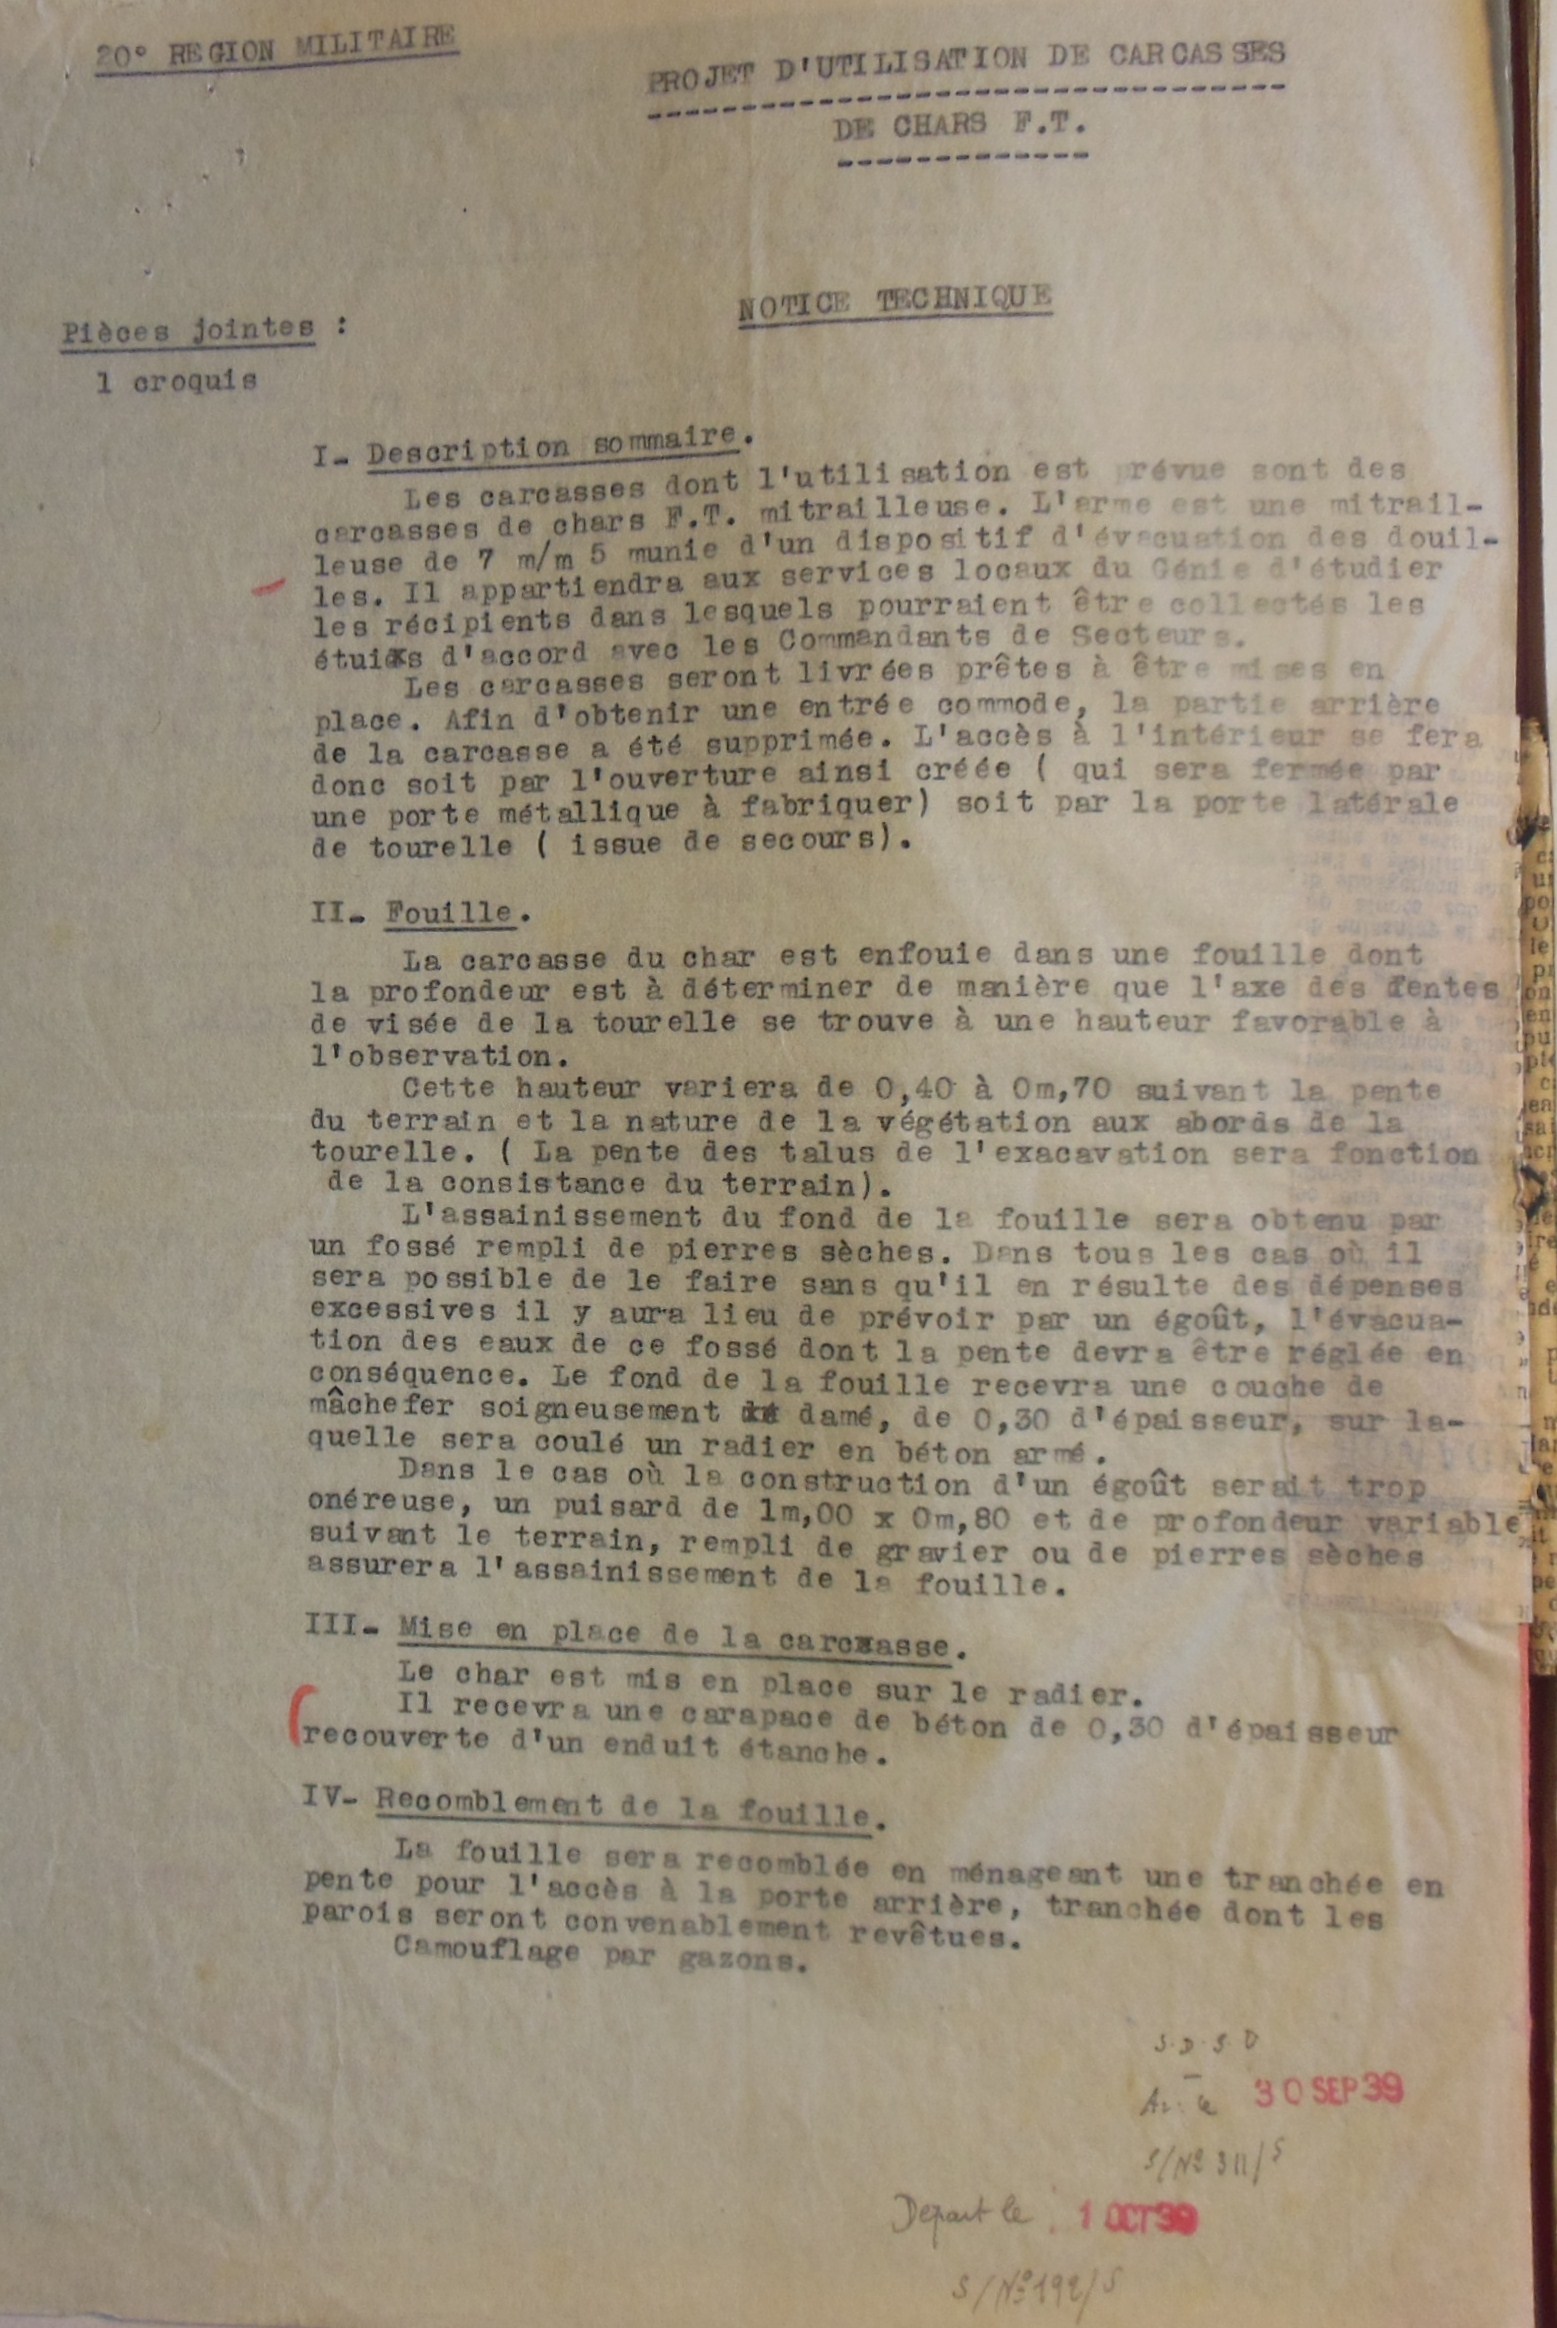 20° REGION MILITAIRE
PROJET D'UTILISATION DE CARCASSES
DE CHARS F.T.
NOTICE TECHNIQUE
Pièces jointes :
1 croquis
I- Description sommaire.
Les carcasses dont l'utilisation est prévue sont des
carcasses de chars F.T. mitrailleuse. L'arme est une mitrail-
leuse de 7 m/m 5 munie d'un dispositif d'évacuation des douil-
les. Il appartiendra aux services locaux du Génie d'étudier
les récipients dans lesquels pourraient être collectés les
étuis d'accord avec les Commandants de Secteurs.
Les carcasses seront livrées prêtes à être mises en
place. Afin d'obtenir une entrée commode, la partie arrière
de la carcasse a été supprimée. L'accès à l'intérieur se fera
donc soit par l'ouverture ainsi créée ( qui sera fermée par
une porte métallique à fabriquer) soit par la porte latérale
de tourelle ( issue de secours).
II- Fouille.
La carcasse du char est enfouie dans une fouille dont
la profondeur est à déterminer de manière que l'axe des fentes
de visée de la tourelle se trouve à une hauteur favorable à
l'observation.
Cette hauteur variera de 0,40 à 0m,70 suivant la pente
du terrain et la nature de la végétation aux abords de la
tourelle. ( La pente des talus de l'exacavation sera fonction
de la consistance du terrain).
L'assainissement du fond de la fouille sera obtenu par
un fossé rempli de pierres sèches. Dans tous les cas où il
sera possible de le faire sans qu'il en résulte des dépenses
excessives il y aura lieu de prévoir par un égoût, l'évacua-
tion des eaux de ce fossé dont la pente devra être réglée en
conséquence. Le fond de la fouille recevra une couche de
mâchefer soigneusement damé, de 0,30 d'épaisseur, sur la-
quelle sera coulé un radier en béton armé.
Dans le cas où la construction d'un égoût serait trop
onéreuse, un puisard de 1m,00 x 0m,80 et de profondeur variable
suivant le terrain, rempli de gravier ou de pierres sèches
assurera l'assainissement de la fouille.
III- Mise en place de la carcxasse.
Le char est mis en place sur le radier.
Il recevra une carapace de béton de 0,30 d'épaisseur
recouverte d'un enduit étanche.
IV- Recomblement de la fouille.
La fouille sera recomblée en ménageant une tranchée en
pente pour l'accès à la porte arrière, tranchée dont les
parois seront convenablement revêtues.
Camouflage par gazons.
S.D.S.D
30 SEP 39
S/N° 311/S
Départ le 1 OCT 39
S/N° 192/S